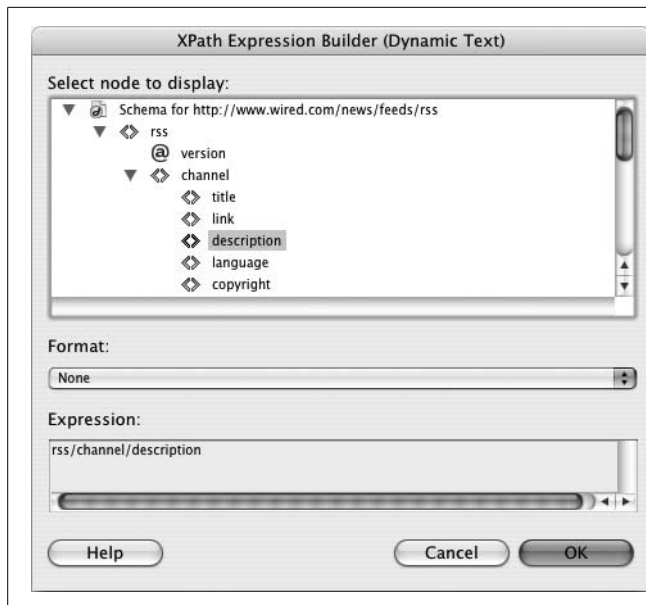 XPath Expression Builder (Dynamic Text)
Select node to display:
Schema for http://www.wired.com/news/feeds/rss
rss
@ version
channel
title
link
description
language
copyright
Format:
None
Expression:
rss/channel/description
Help
Cancel
OK